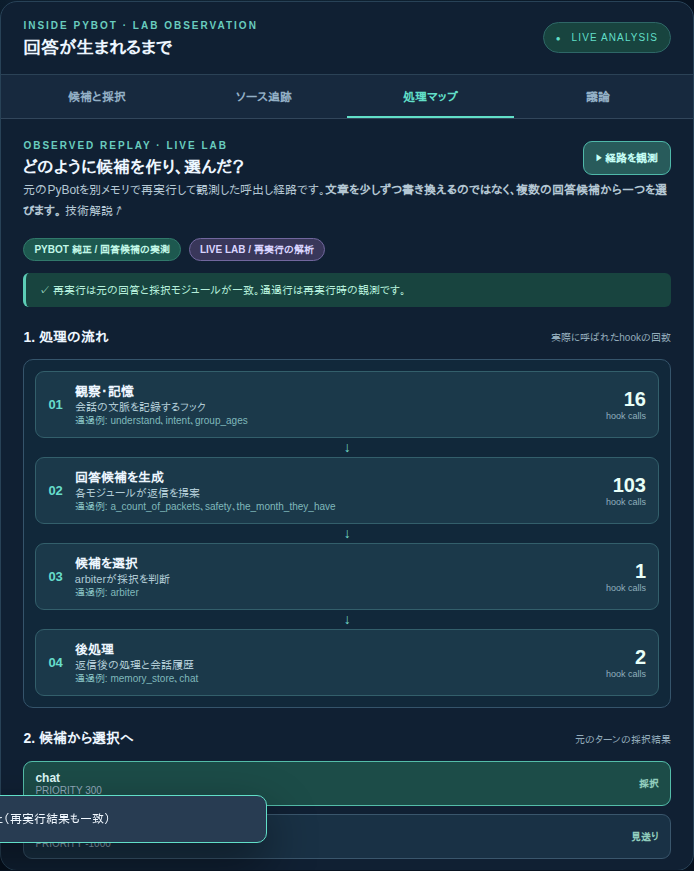 INSIDE PYBOT · LAB OBSERVATION
回答が生まれるまで
● LIVE ANALYSIS
候補と採択
ソース追跡
処理マップ
議論
OBSERVED REPLAY · LIVE LAB
どのように候補を作り、選んだ？
▶ 経路を観測
元のPyBotを別メモリで再実行して観測した呼出し経路です。文章を少しずつ書き換えるのではなく、複数の回答候補から一つを選
びます。 技術解説↗
PYBOT 純正 / 回答候補の実測
LIVE LAB / 再実行の解析
✓ 再実行は元の回答と採択モジュールが一致。通過行は再実行時の観測です。
1. 処理の流れ
実際に呼ばれたhookの回数
01
観察・記憶
会話の文脈を記録するフック
通過例: understand、intent、group_ages
16
hook calls
↓
02
回答候補を生成
各モジュールが返信を提案
通過例: a_count_of_packets、safety、the_month_they_have
103
hook calls
↓
03
候補を選択
arbiterが採択を判断
通過例: arbiter
1
hook calls
↓
04
後処理
返信後の処理と会話履歴
通過例: memory_store、chat
2
hook calls
2. 候補から選択へ
元のターンの採択結果
chat
PRIORITY 300
採択
（再実行結果も一致）
PRIORITY -1000
見送り